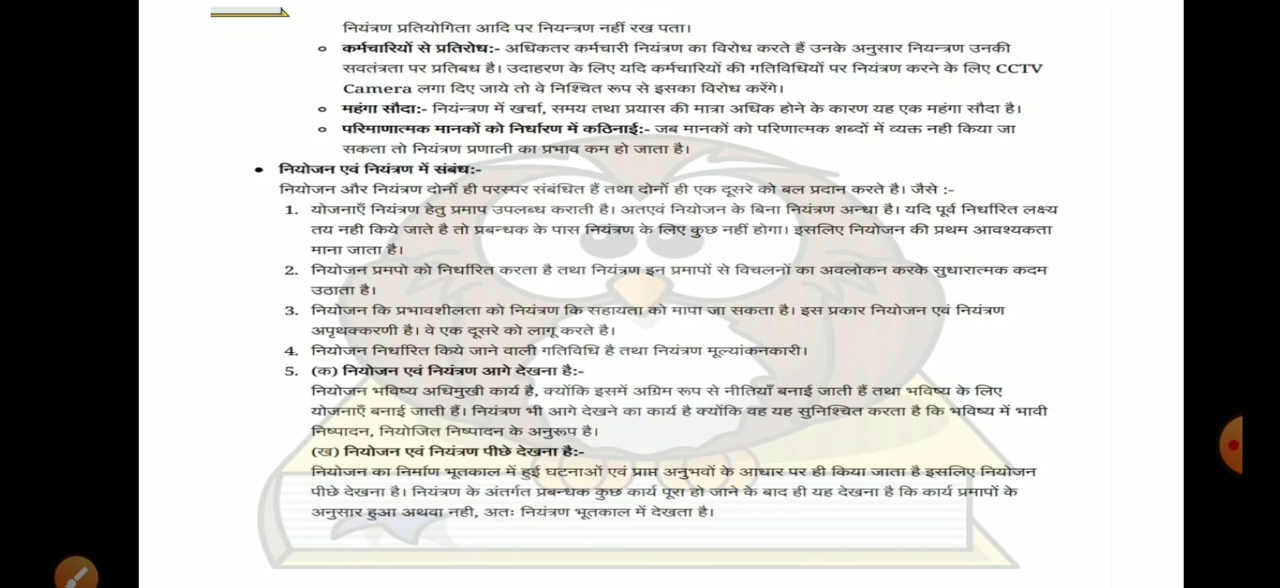 नियंत्रण प्रतियोगिता आदि पर नियन्त्रण नहीं रख पता।
o कर्मचारियों से प्रतिरोध:- अधिकतर कर्मचारी नियंत्रण का विरोध करते हैं उनके अनुसार नियन्त्रण उनकी
सवतंत्रता पर प्रतिबध है। उदाहरण के लिए यदि कर्मचारियों की गतिविधियों पर नियंत्रण करने के लिए CCTV
Camera लगा दिए जाये तो वे निश्चित रूप से इसका विरोध करेंगे।
o महंगा सौदा:- नियंन्त्रण में खर्चा, समय तथा प्रयास की मात्रा अधिक होने के कारण यह एक महंगा सौदा है।
o परिमाणात्मक मानकों को निर्धारण में कठिनाई:- जब मानकों को परिणात्मक शब्दों में व्यक्त नही किया जा
सकता तो नियंत्रण प्रणाली का प्रभाव कम हो जाता है।
• नियोजन एवं नियंत्रण में संबंध:-
नियोजन और नियंत्रण दोनों ही परस्पर संबंधित हैं तथा दोनों ही एक दूसरे को बल प्रदान करते है। जैसे :-
1. योजनाएँ नियंत्रण हेतु प्रमाप उपलब्ध कराती है। अतएवं नियोजन के बिना नियंत्रण अन्धा है। यदि पूर्व निर्धारित लक्ष्य
तय नही किये जाते है तो प्रबन्धक के पास नियंत्रण के लिए कुछ नहीं होगा। इसलिए नियोजन की प्रथम आवश्यकता
माना जाता है।
2. नियोजन प्रमपो को निर्धारित करता है तथा नियंत्रण इन प्रमापों से विचलनों का अवलोकन करके सुधारात्मक कदम
उठाता है।
3. नियोजन कि प्रभावशीलता को नियंत्रण कि सहायता को मापा जा सकता है। इस प्रकार नियोजन एवं नियंत्रण
अपृथक्करणी है। वे एक दूसरे को लागू करते है।
4. नियोजन निर्धारित किये जाने वाली गतिविधि है तथा नियंत्रण मूल्यांकनकारी।
5. (क) नियोजन एवं नियंत्रण आगे देखना है:-
नियोजन भविष्य अधिमुखी कार्य है, क्योंकि इसमें अग्रिम रूप से नीतियाँ बनाई जाती हैं तथा भविष्य के लिए
योजनाएँ बनाई जाती हैं। नियंत्रण भी आगे देखने का कार्य है क्योंकि वह यह सुनिश्चित करता है कि भविष्य में भावी
निष्पादन, नियोजित निष्पादन के अनुरूप है।
(ख) नियोजन एवं नियंत्रण पीछे देखना है:-
नियोजन का निर्माण भूतकाल में हुई घटनाओं एवं प्राप्त अनुभवों के आधार पर ही किया जाता है इसलिए नियोजन
पीछे देखना है। नियंत्रण के अंतर्गत प्रबन्धक कुछ कार्य पूरा हो जाने के बाद ही यह देखना है कि कार्य प्रमापों के
अनुसार हुआ अथवा नही, अतः नियंत्रण भूतकाल में देखता है।